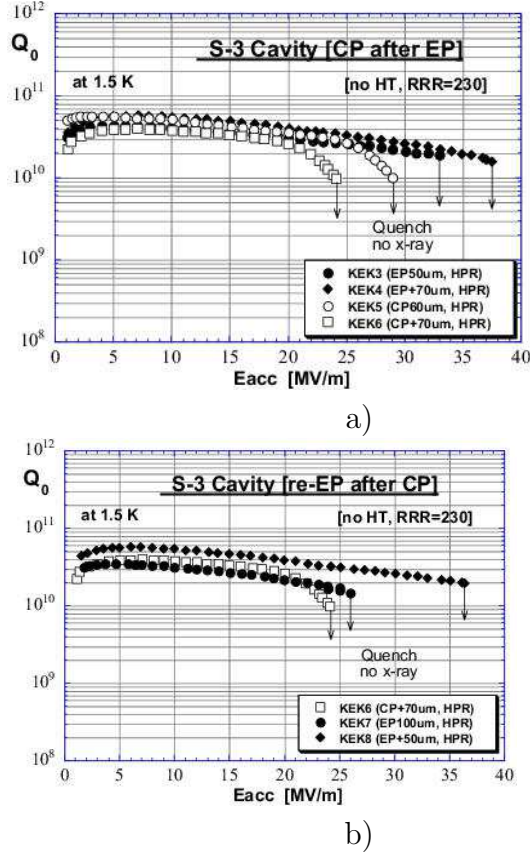 10¹²
Q₀
S-3 Cavity [CP after EP]
at 1.5 K
[no HT, RRR=230]
10¹¹
10¹⁰
10⁹
10⁸
Quench
no x-ray
KEK3 (EP50um, HPR)
KEK4 (EP+70um, HPR)
KEK5 (CP60um, HPR)
KEK6 (CP+70um, HPR)
0 5 10 15 20 25 30 35 40
Eacc [MV/m]
a)
10¹²
Q₀
S-3 Cavity [re-EP after CP]
at 1.5 K
[no HT, RRR=230]
10¹¹
10¹⁰
10⁹
10⁸
Quench
no x-ray
KEK6 (CP+70um, HPR)
KEK7 (EP100um, HPR)
KEK8 (EP+50um, HPR)
0 5 10 15 20 25 30 35 40
Eacc [MV/m]
b)